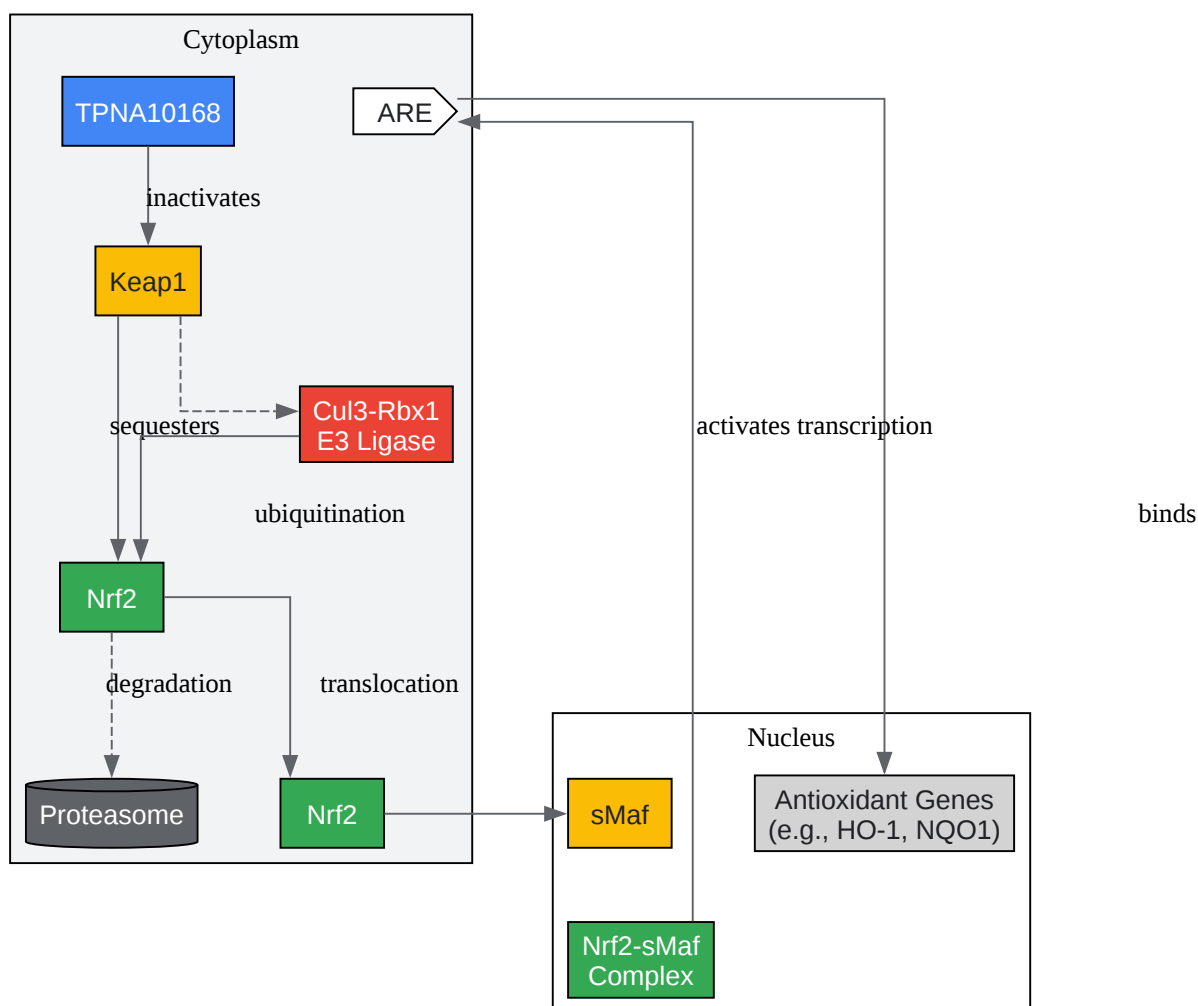 Cytoplasm
TPNA10168
ARE
inactivates
Keap1
Cul3-Rbx1
E3 Ligase
sequesters
activates transcription
ubiquitination
binds
Nrf2
degradation
translocation
Nucleus
Proteasome
Nrf2
sMaf
Antioxidant Genes
(e.g., HO-1, NQO1)
Nrf2-sMaf
Complex